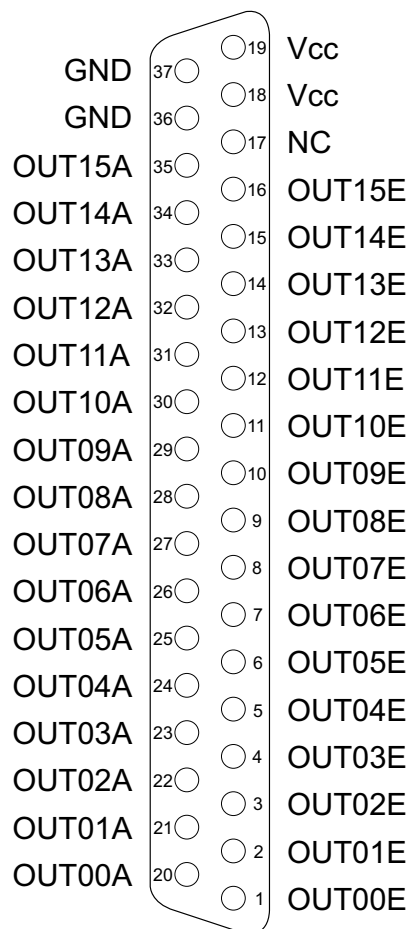 19 Vcc
GND 37
18 Vcc
GND 36
17 NC
OUT15A 35
16 OUT15E
OUT14A 34
15 OUT14E
OUT13A 33
14 OUT13E
OUT12A 32
13 OUT12E
OUT11A 31
12 OUT11E
OUT10A 30
11 OUT10E
OUT09A 29
10 OUT09E
OUT08A 28
9 OUT08E
OUT07A 27
8 OUT07E
OUT06A 26
7 OUT06E
OUT05A 25
6 OUT05E
OUT04A 24
5 OUT04E
OUT03A 23
4 OUT03E
OUT02A 22
3 OUT02E
OUT01A 21
2 OUT01E
OUT00A 20
1 OUT00E